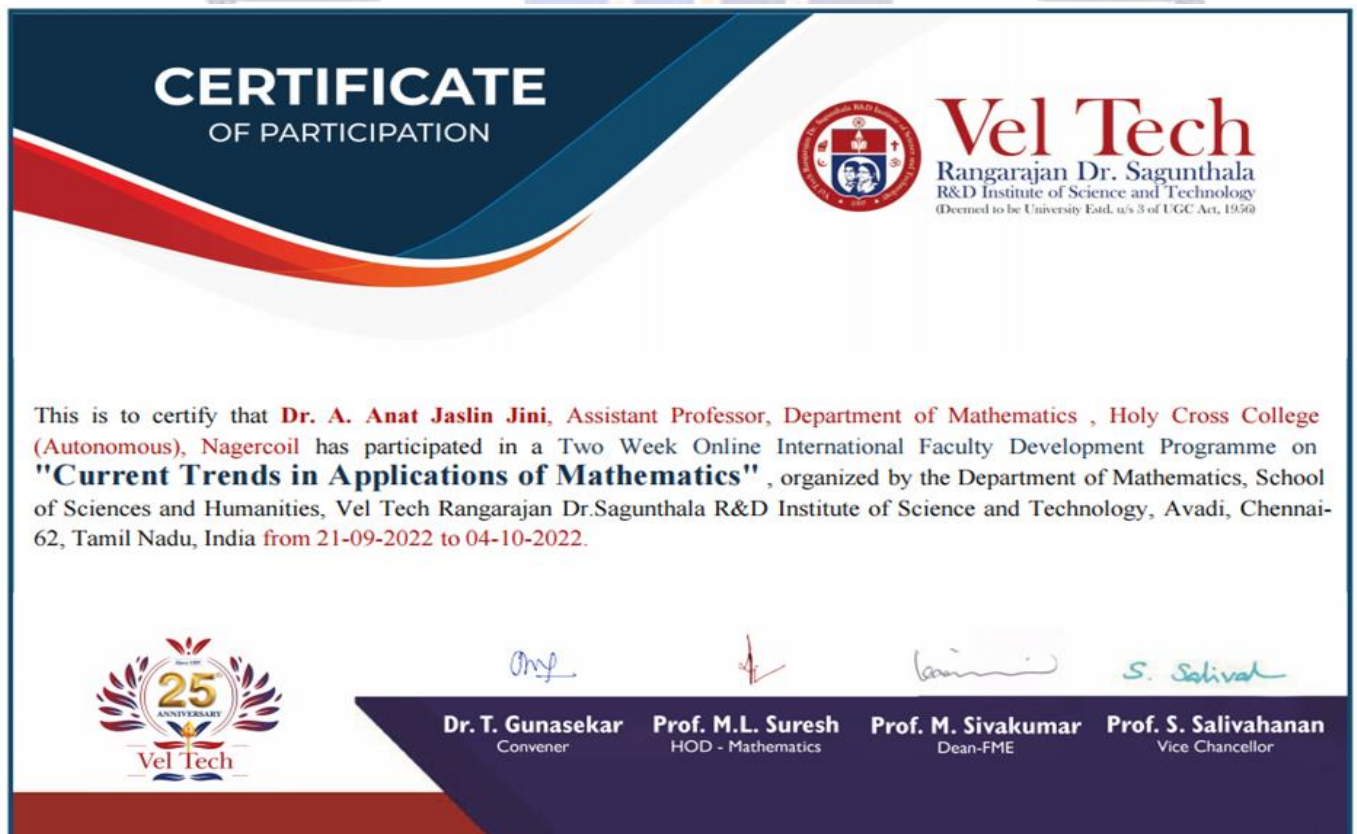 CERTIFICATE
OF PARTICIPATION
Vel Tech
Rangarajan Dr. Sagunthala
R&D Institute of Science and Technology
(Deemed to be University Estd. u/s 3 of UGC Act, 1956)
This is to certify that Dr. A. Anat Jaslin Jini, Assistant Professor, Department of Mathematics , Holy Cross College
(Autonomous), Nagercoil has participated in a Two Week Online International Faculty Development Programme on
"Current Trends in Applications of Mathematics" , organized by the Department of Mathematics, School
of Sciences and Humanities, Vel Tech Rangarajan Dr.Sagunthala R&D Institute of Science and Technology, Avadi, Chennai-
62, Tamil Nadu, India from 21-09-2022 to 04-10-2022.
25th
ANNIVERSARY
Vel Tech
S. Salivah
Dr. T. Gunasekar
Convener
Prof. M.L. Suresh
HOD - Mathematics
Prof. M. Sivakumar
Dean-FME
Prof. S. Salivahanan
Vice Chancellor